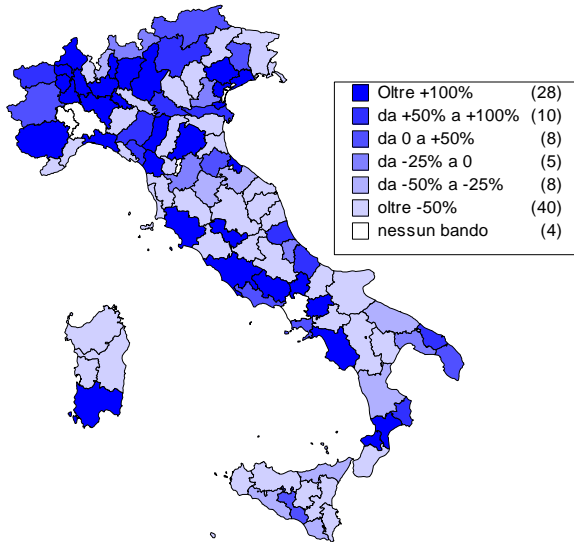 Oltre +100% (28)
da +50% a +100% (10)
da 0 a +50% (8)
da -25% a 0 (5)
da -50% a -25% (8)
oltre -50% (40)
nessun bando (4)